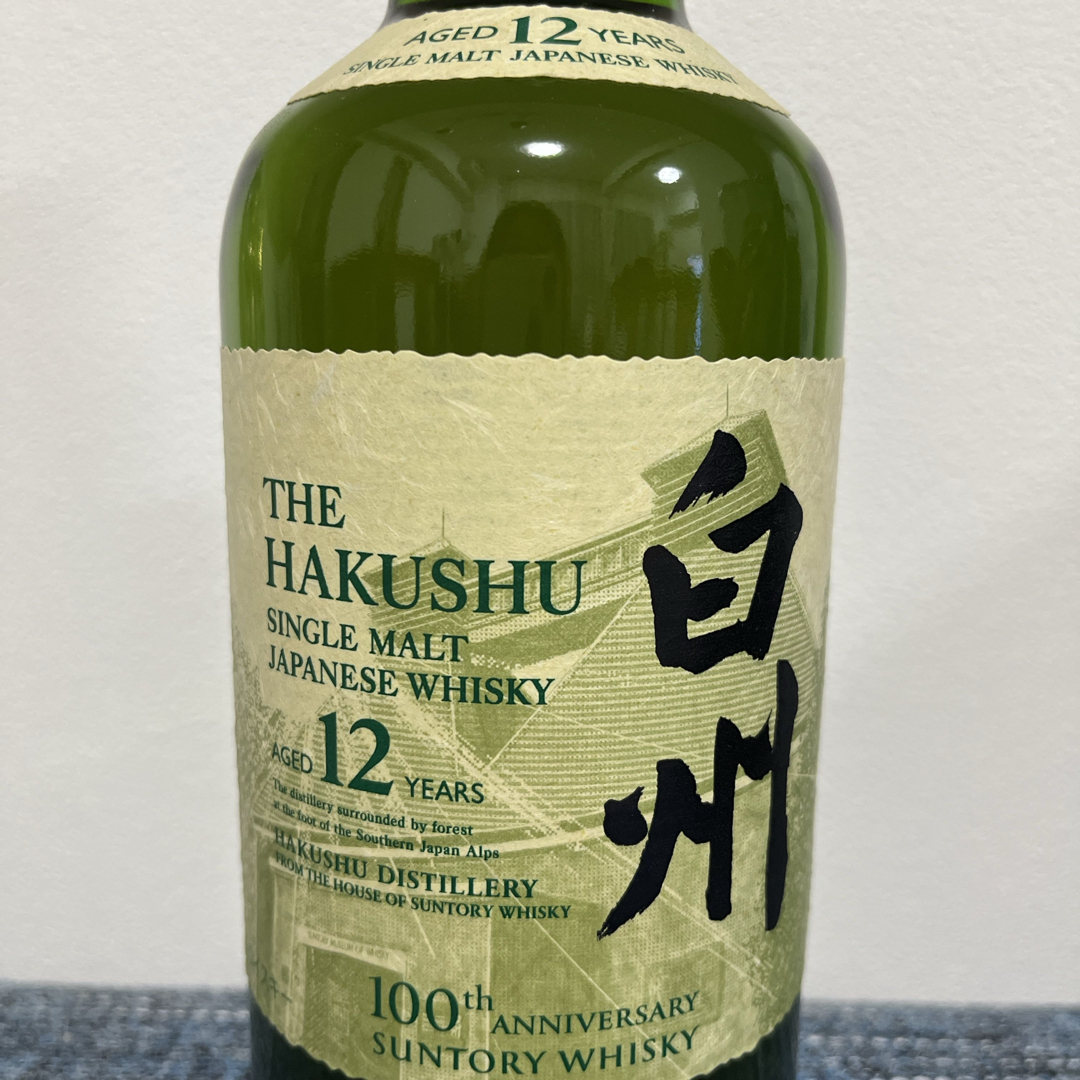 AGED 12 YEARS
SINGLE MALT JAPANESE WHISKY
THE
HAKUSHU
SINGLE MALT
JAPANESE WHISKY
AGED 12 YEARS
The distillery surrounded by forest
at the foot of the Southern Japan Alps
HAKUSHU DISTILLERY
FROM THE HOUSE OF SUNTORY WHISKY
白州
100th ANNIVERSARY
SUNTORY WHISKY